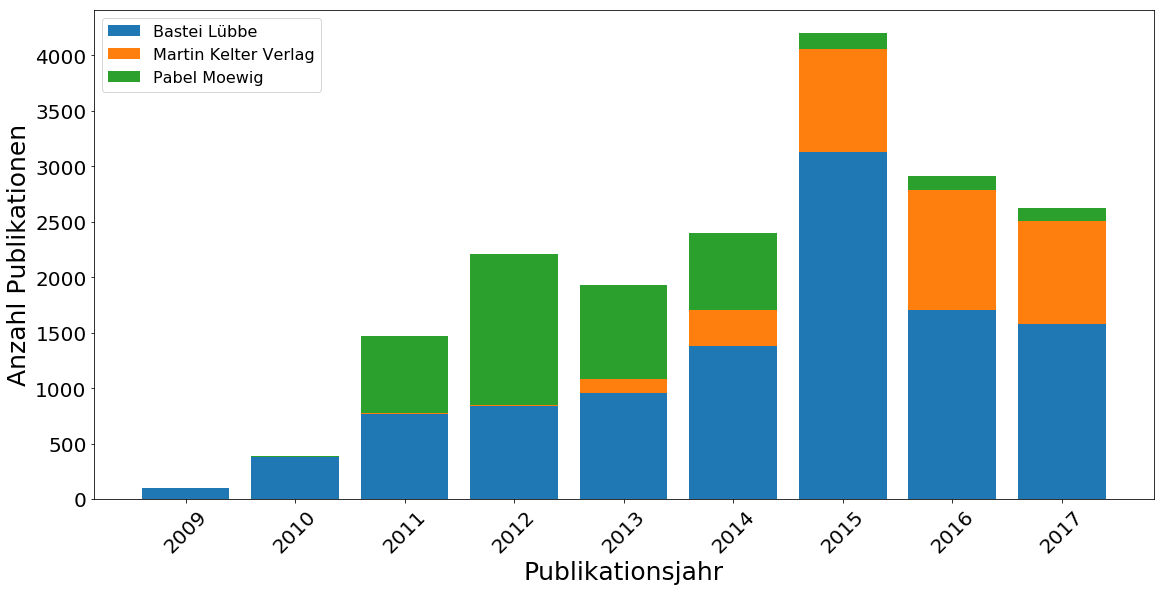 Bastei Lübbe
Martin Kelter Verlag
Pabel Moewig
Anzahl Publikationen
4000
3500
3000
2500
2000
1500
1000
500
0
2009 2010 2011 2012 2013 2014 2015 2016 2017
Publikationsjahr